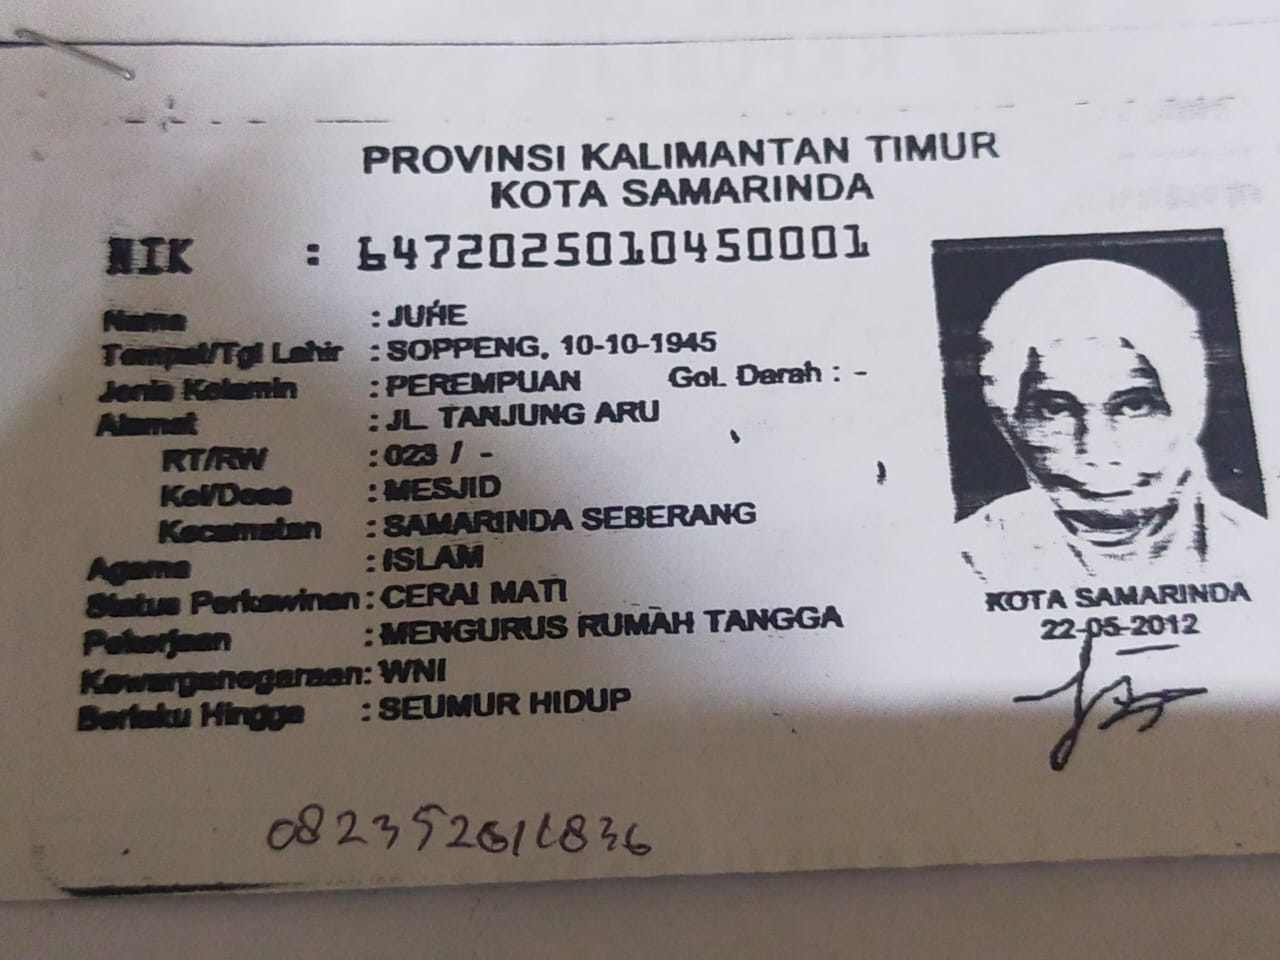 PROVINSI KALIMANTAN TIMUR
KOTA SAMARINDA
NIK : 6472025010450001
Nama : JUHE
Tempat/Tgl Lahir : SOPPENG, 10-10-1945
Jenis Kelamin : PEREMPUAN Gol. Darah : -
Alamat : JL. TANJUNG ARU
RT/RW : 023 / -
Kel/Desa : MESJID
Kecamatan : SAMARINDA SEBERANG
Agama : ISLAM
Status Perkawinan : CERAI MATI
Pekerjaan : MENGURUS RUMAH TANGGA
Kewarganegaraan : WNI
Berlaku Hingga : SEUMUR HIDUP
KOTA SAMARINDA
22-05-2012